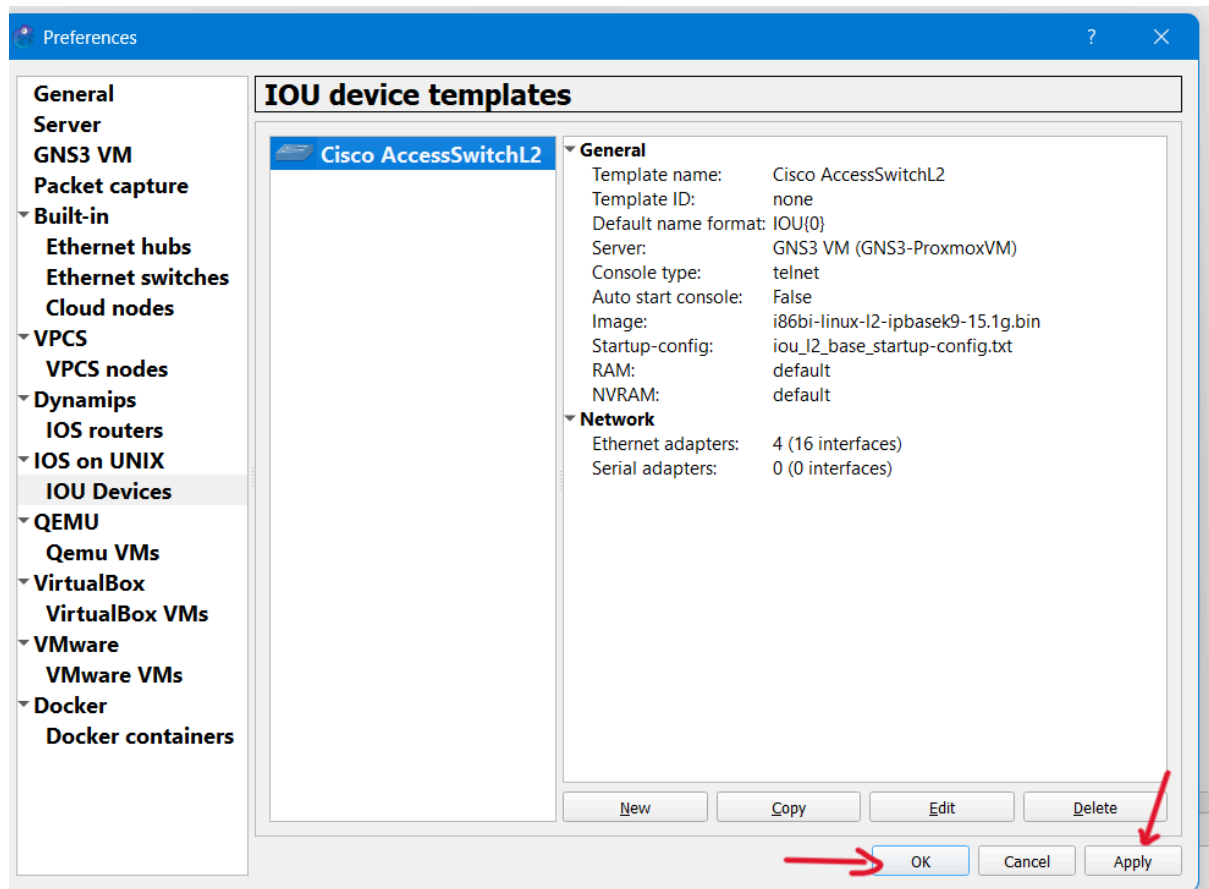 Preferences
?
General
Server
GNS3 VM
Packet capture
Built-in
Ethernet hubs
Ethernet switches
Cloud nodes
VPCS
VPCS nodes
Dynamips
IOS routers
IOS on UNIX
IOU Devices
QEMU
Qemu VMs
VirtualBox
VirtualBox VMs
VMware
VMware VMs
Docker
Docker containers
IOU device templates
Cisco AccessSwitchL2
General
Template name: Cisco AccessSwitchL2
Template ID: none
Default name format: IOU{0}
Server: GNS3 VM (GNS3-ProxmoxVM)
Console type: telnet
Auto start console: False
Image: i86bi-linux-l2-ipbasek9-15.1g.bin
Startup-config: iou_l2_base_startup-config.txt
RAM: default
NVRAM: default
Network
Ethernet adapters: 4 (16 interfaces)
Serial adapters: 0 (0 interfaces)
New Copy Edit Delete
OK Cancel Apply